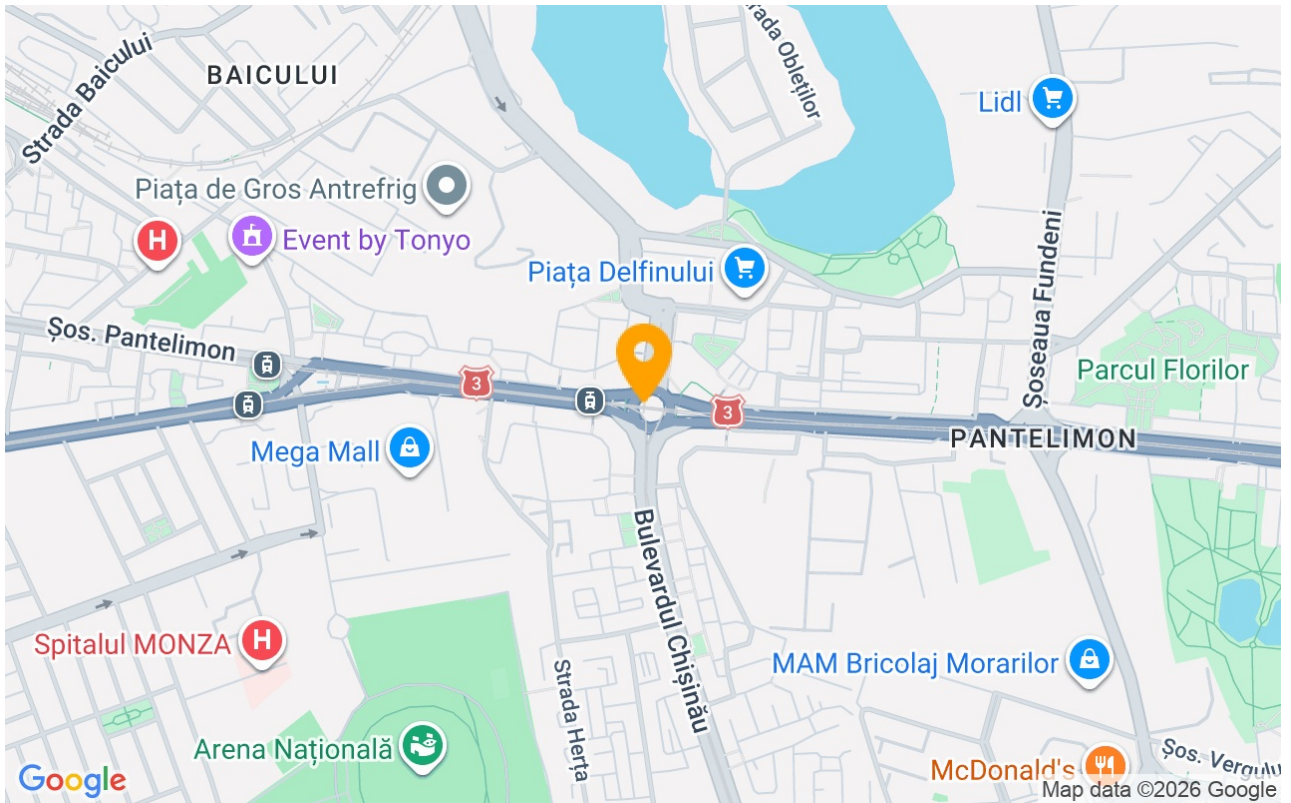 Strada Baicului
BAICULUI
Strada Obleților
Lidl
Piața de Gros Antrefrig
H
Event by Tonyo
Piața Delfinului
Șoseaua Fundeni
Șos. Pantelimon
3
3
Parcul Florilor
PANTELIMON
Mega Mall
Bulevardul Chișinău
Spitalul MONZA
H
Strada Herța
MAM Bricolaj Morarilor
Arena Națională
McDonald's
Șos. Vergului
Google
Map data ©2026 Google